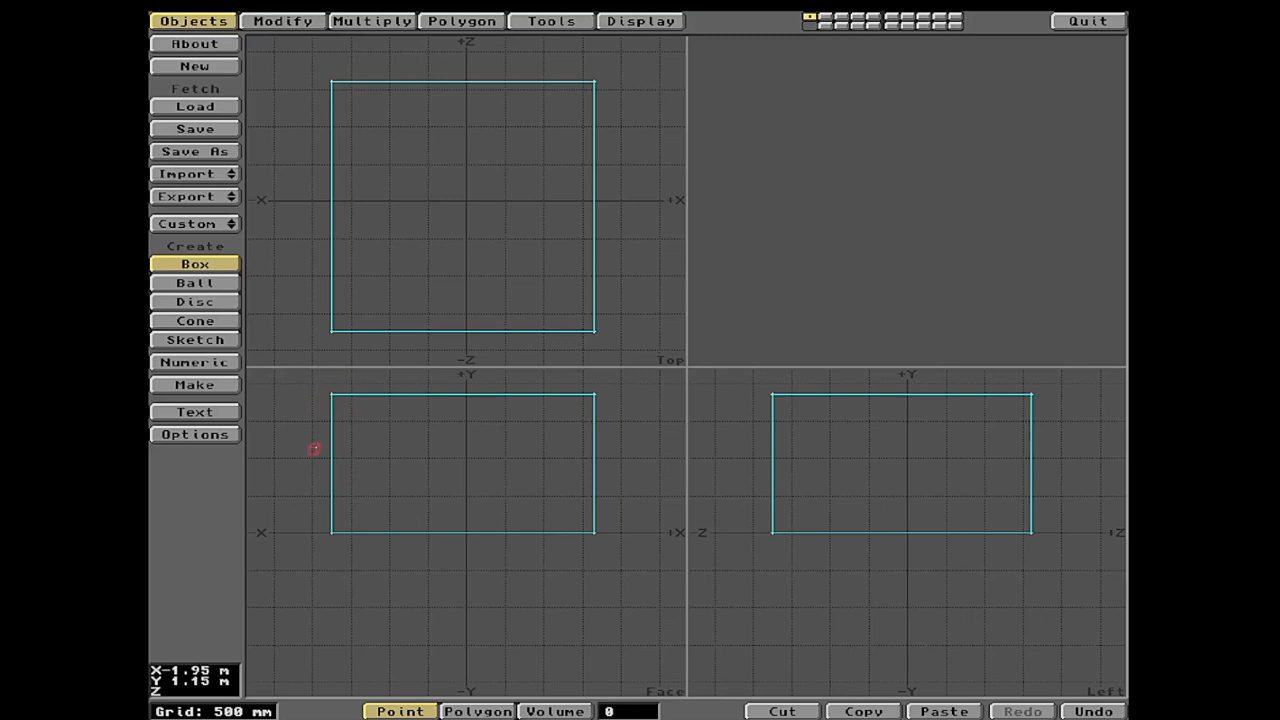 Objects Modify Multiply Polygon Tools Display Quit
About
New
Fetch
Load
Save
Save As
Import
Export
Custom
Create
Box
Ball
Disc
Cone
Sketch
Numeric
Make
Text
Options
+Z
-X +X
-Z Top
+Y
-X +X
-Y Face
+Y
-Z +Z
-Y Left
X-1.95 m
Y 1.15 m
Z
Grid: 500 mm Point Polygon Volume 0 Cut Copy Paste Redo Undo